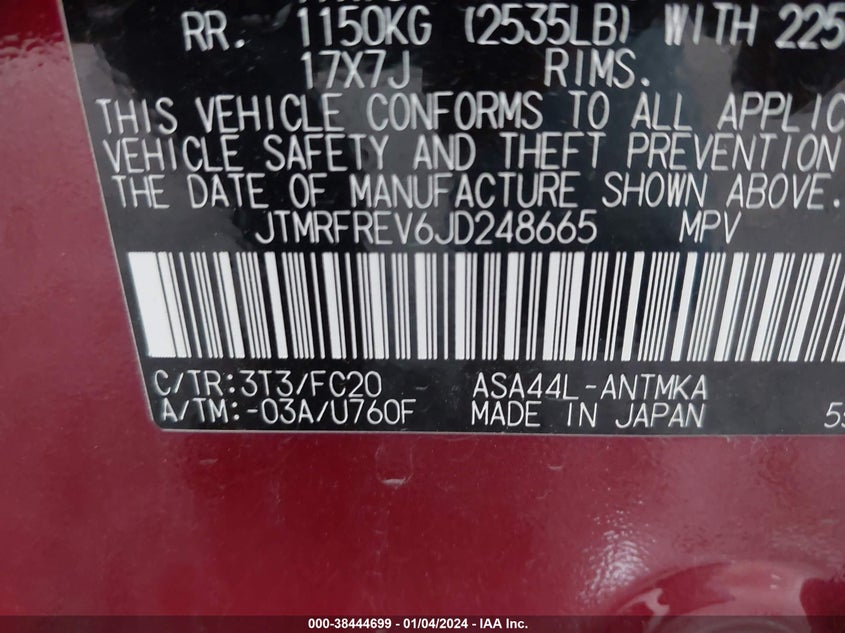 RR. 1150KG (2535LB) WITH 225
17X7J RIMS.
THIS VEHICLE CONFORMS TO ALL APPLIC
VEHICLE SAFETY AND THEFT PREVENTION
THE DATE OF MANUFACTURE SHOWN ABOVE.
JTMRFREV6JD248665 MPV
C/TR:3T3/FC20 ASA44L-ANTMKA
A/TM:-03A/U760F MADE IN JAPAN
000-38444699 - 01/04/2024 - IAA Inc.